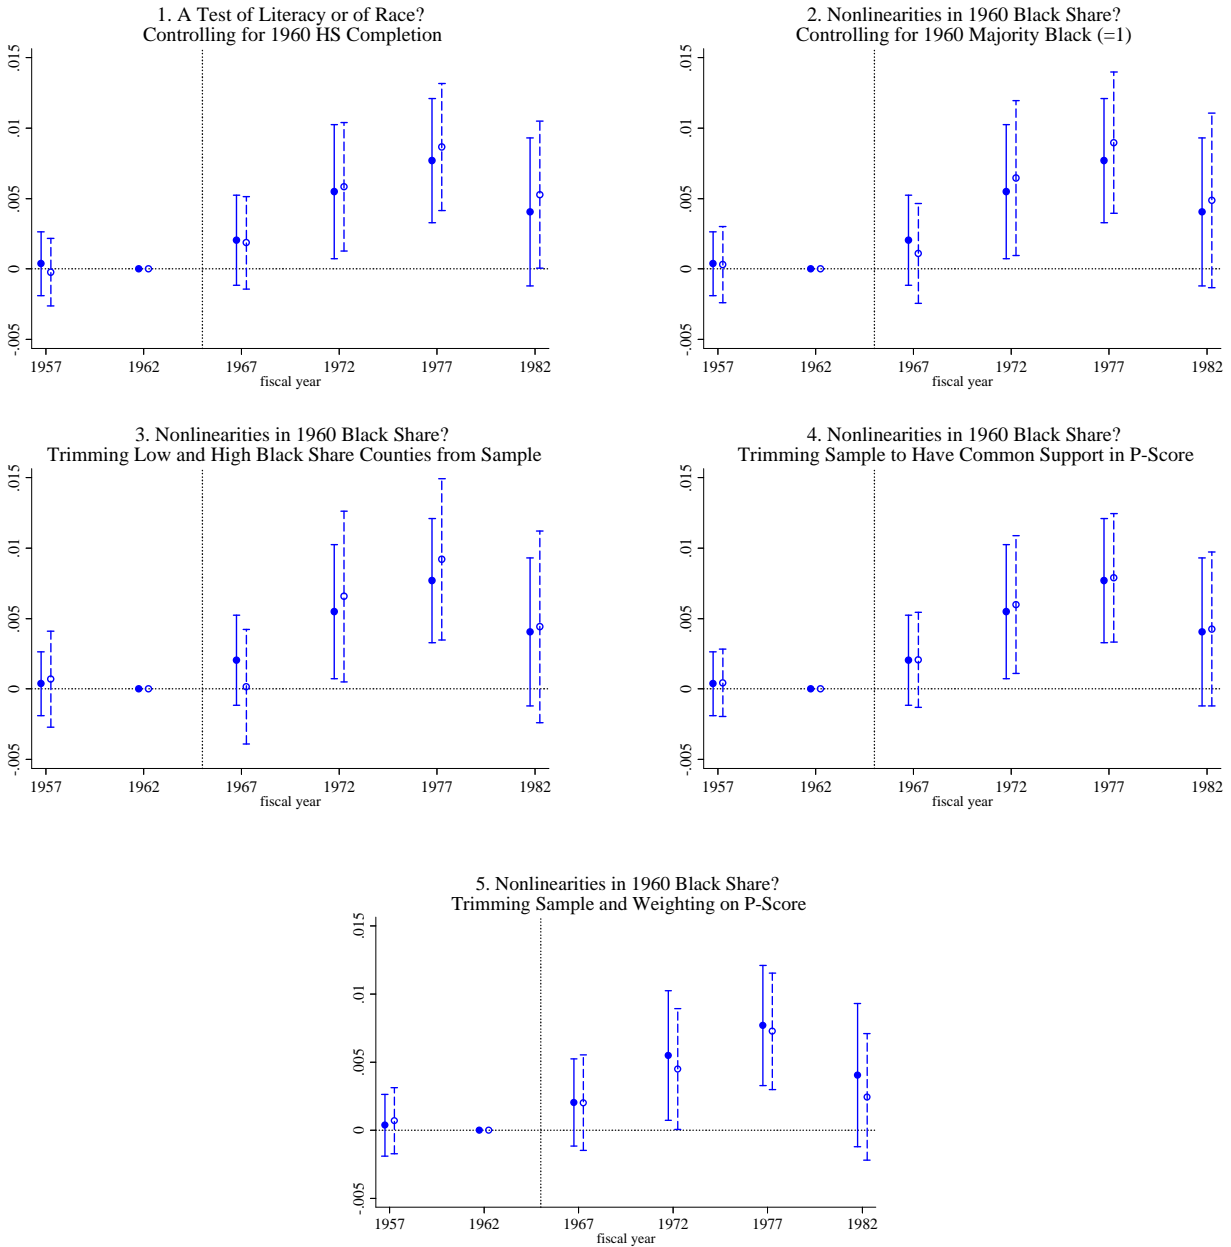 1. A Test of Literacy or of Race?
Controlling for 1960 HS Completion
.015
.01
.005
0
-.005
1957 1962 1967 1972 1977 1982
fiscal year
2. Nonlinearities in 1960 Black Share?
Controlling for 1960 Majority Black (=1)
.015
.01
.005
0
-.005
1957 1962 1967 1972 1977 1982
fiscal year
3. Nonlinearities in 1960 Black Share?
Trimming Low and High Black Share Counties from Sample
.015
.01
.005
0
-.005
1957 1962 1967 1972 1977 1982
fiscal year
4. Nonlinearities in 1960 Black Share?
Trimming Sample to Have Common Support in P-Score
.015
.01
.005
0
-.005
1957 1962 1967 1972 1977 1982
fiscal year
5. Nonlinearities in 1960 Black Share?
Trimming Sample and Weighting on P-Score
.015
.01
.005
0
-.005
1957 1962 1967 1972 1977 1982
fiscal year